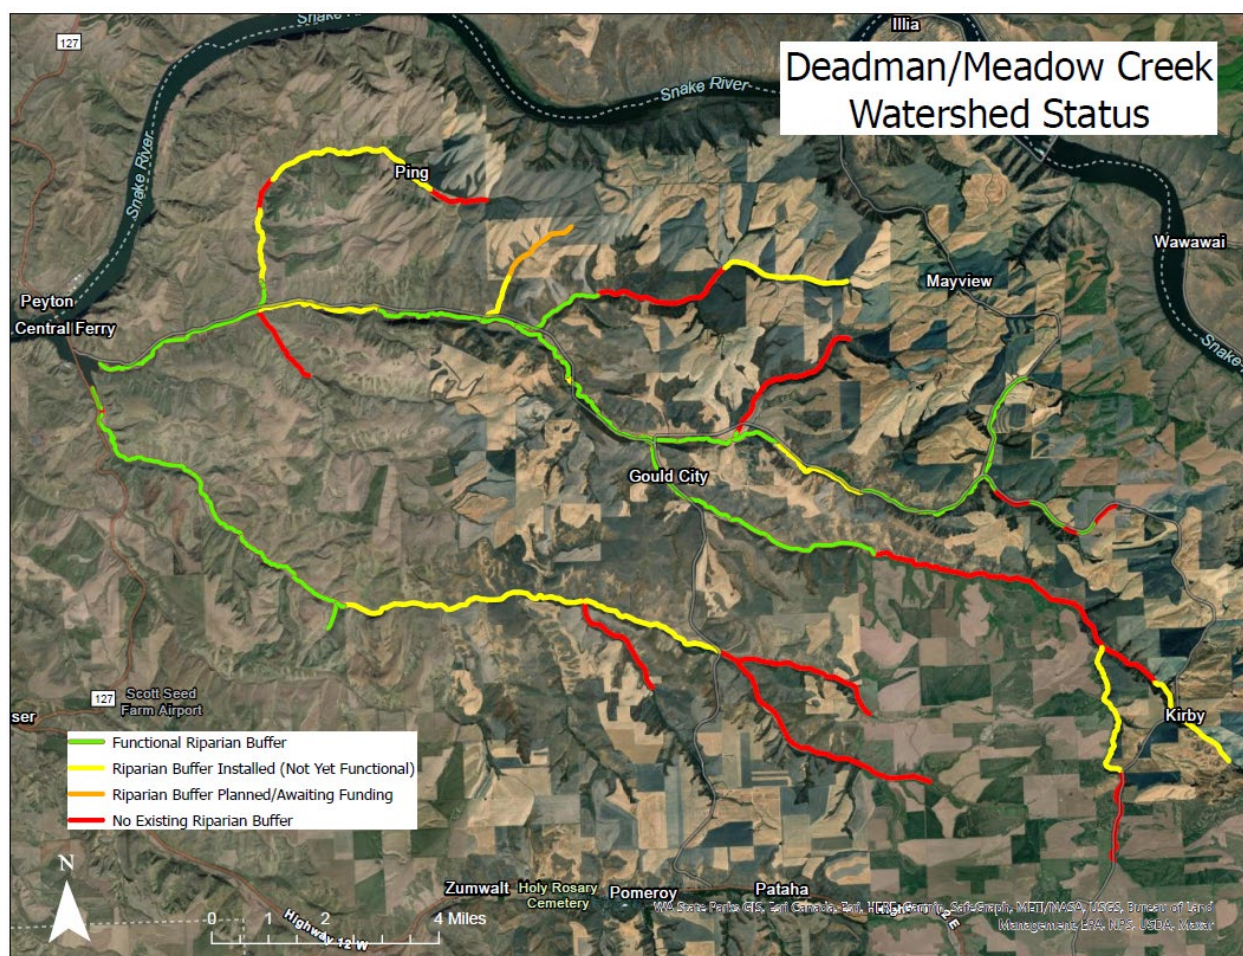 Illia
127
Snake River
Deadman/Meadow Creek
Watershed Status
Snake River
Snake River
Ping
Wawawai
Mayview
Peyton
Central Ferry
Snake
Gould City
127
Scott Seed
Farm Airport
ser
Kirby
Functional Riparian Buffer
Riparian Buffer Installed (Not Yet Functional)
Riparian Buffer Planned/Awaiting Funding
No Existing Riparian Buffer
N
Zumwalt
Holy Rosary
Cemetery
Pomeroy
Pataha
0 1 2 4 Miles
Highway 12 W
WA State Parks GIS, Esri Canada, Esri, HERE, Garmin, SafeGraph, METI/NASA, USGS, Bureau of Land
Management, EPA, NPS, USDA, Maxar